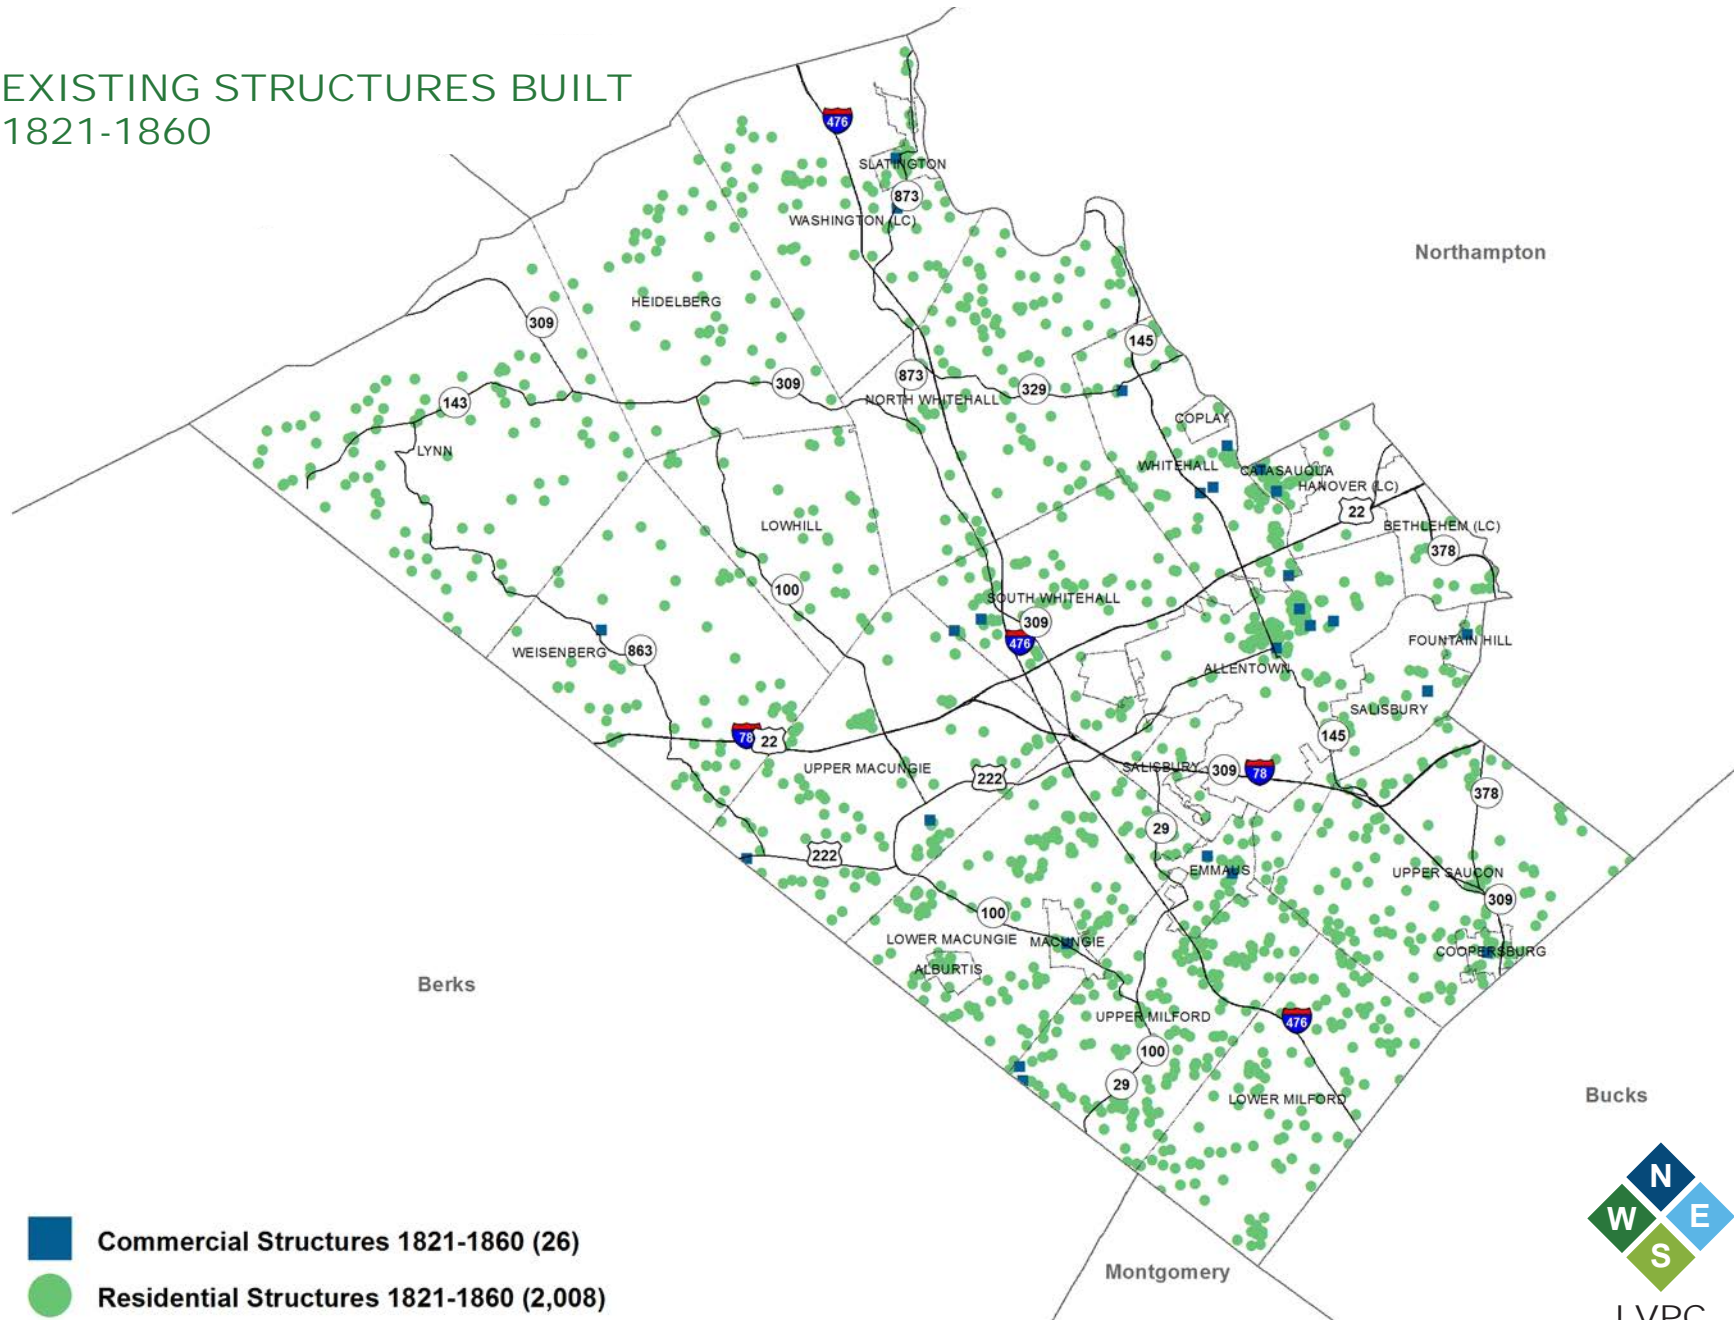 EXISTING STRUCTURES BUILT
1821-1860
476
SLATINGTON
873
WASHINGTON (LC)
Northampton
HEIDELBERG
309
145
873
309
329
143
NORTH WHITEHALL
COPLAY
LYNN
WHITEHALL
CATASAUQUA
HANOVER (LC)
22
LOWHILL
BETHLEHEM (LC)
378
100
SOUTH WHITEHALL
309
476
WEISENBERG
863
FOUNTAIN HILL
ALLENTOWN
SALISBURY
78
22
145
UPPER MACUNGIE
222
SALISBURY
309
78
378
29
222
EMMAUS
UPPER SAUCON
309
100
LOWER MACUNGIE
MACUNGIE
COOPERSBURG
ALBURTIS
Berks
UPPER MILFORD
476
100
29
LOWER MILFORD
Bucks
N
W
E
S
Commercial Structures 1821-1860 (26)
Residential Structures 1821-1860 (2,008)
Montgomery
LVPC